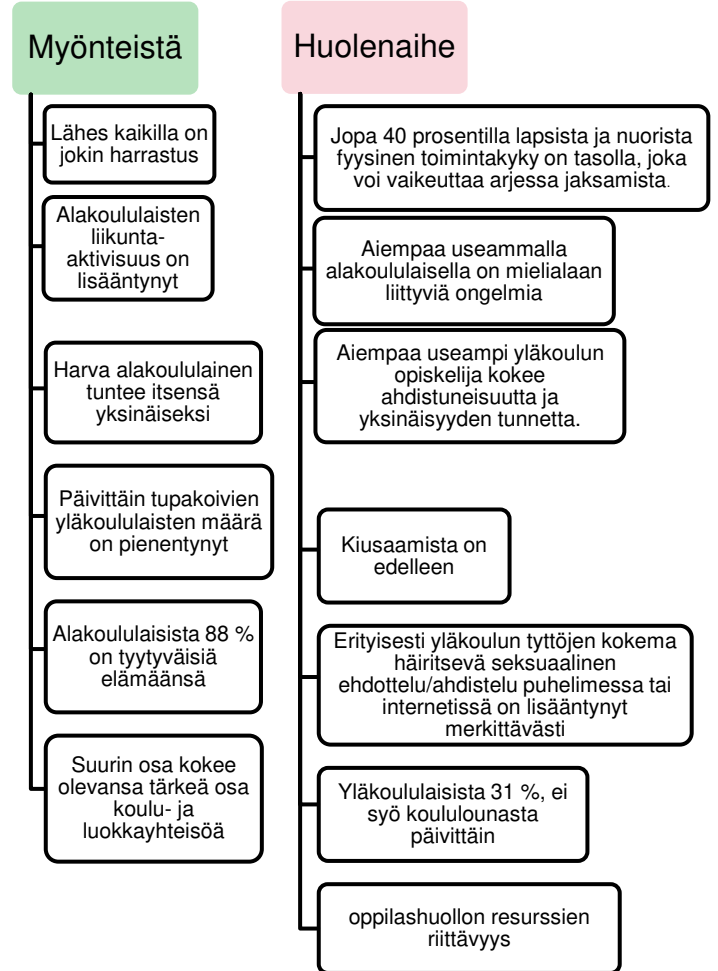 Myönteistä
Lähes kaikilla on
jokin harrastus
Alakoululaisten
liikunta-
aktivisuus on
lisääntynyt
Harva alakoululainen
tuntee itsensä
yksinäiseksi
Päivittäin tupakoivien
yläkoululaisten määrä
on pienentynyt
Alakoululaisista 88 %
on tyytyväisiä
elämäänsä
Suurin osa kokee
olevansa tärkeä osa
koulu- ja
luokkayhteisöä
Huolenaihe
Jopa 40 prosentilla lapsista ja nuorista
fyysinen toimintakyky on tasolla, joka
voi vaikeuttaa arjessa jaksamista.
Aiempaa useammalla
alakoululaisella on mielialaan
liittyviä ongelmia
Aiempaa useampi yläkoulun
opiskelija kokee
ahdistuneisuutta ja
yksinäisyyden tunnetta.
Kiusaamista on
edelleen
Erityisesti yläkoulun tyttöjen kokema
häiritsevä seksuaalinen
ehdottelu/ahdistelu puhelimessa tai
internetissä on lisääntynyt
merkittävästi
Yläkoululaisista 31 %, ei
syö koululounasta
päivittäin
oppilashuollon resurssien
riittävyys